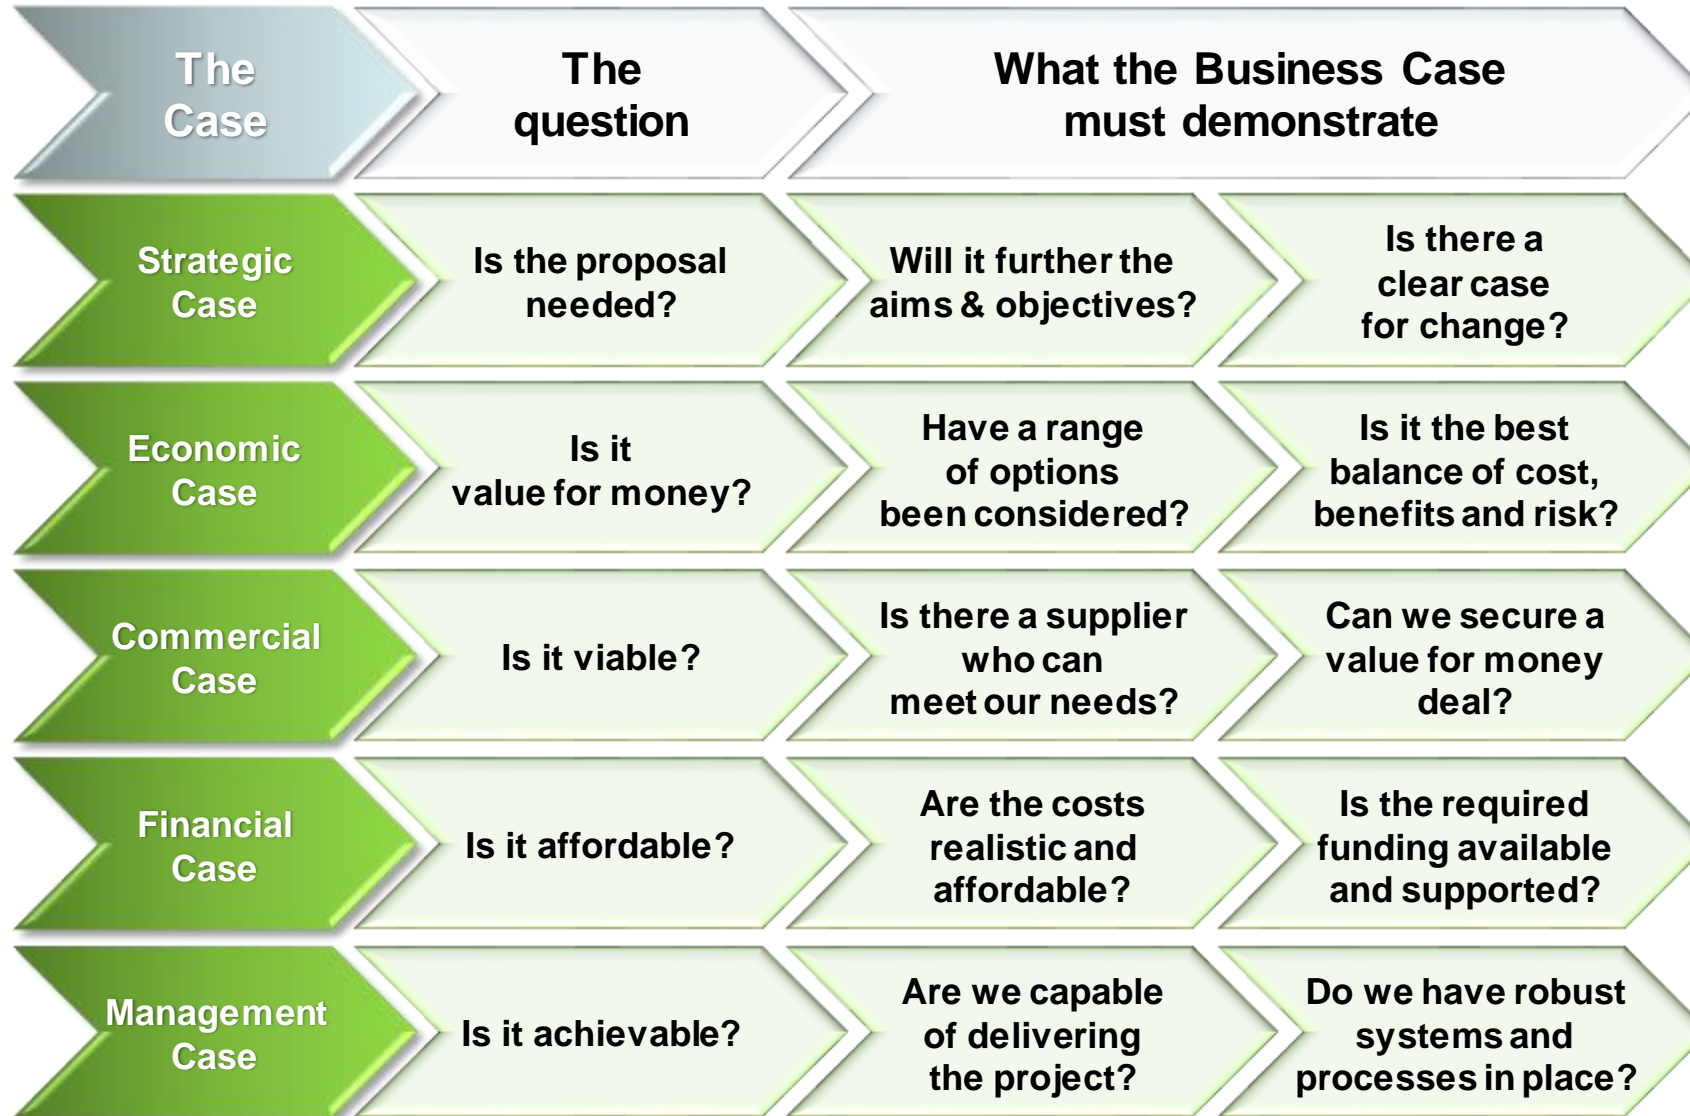 The
Case
The
question
What the Business Case
must demonstrate
Strategic
Case
Is the proposal
needed?
Will it further the
aims & objectives?
Is there a
clear case
for change?
Economic
Case
Is it
value for money?
Have a range
of options
been considered?
Is it the best
balance of cost,
benefits and risk?
Commercial
Case
Is it viable?
Is there a supplier
who can
meet our needs?
Can we secure a
value for money
deal?
Financial
Case
Is it affordable?
Are the costs
realistic and
affordable?
Is the required
funding available
and supported?
Management
Case
Is it achievable?
Are we capable
of delivering
the project?
Do we have robust
systems and
processes in place?